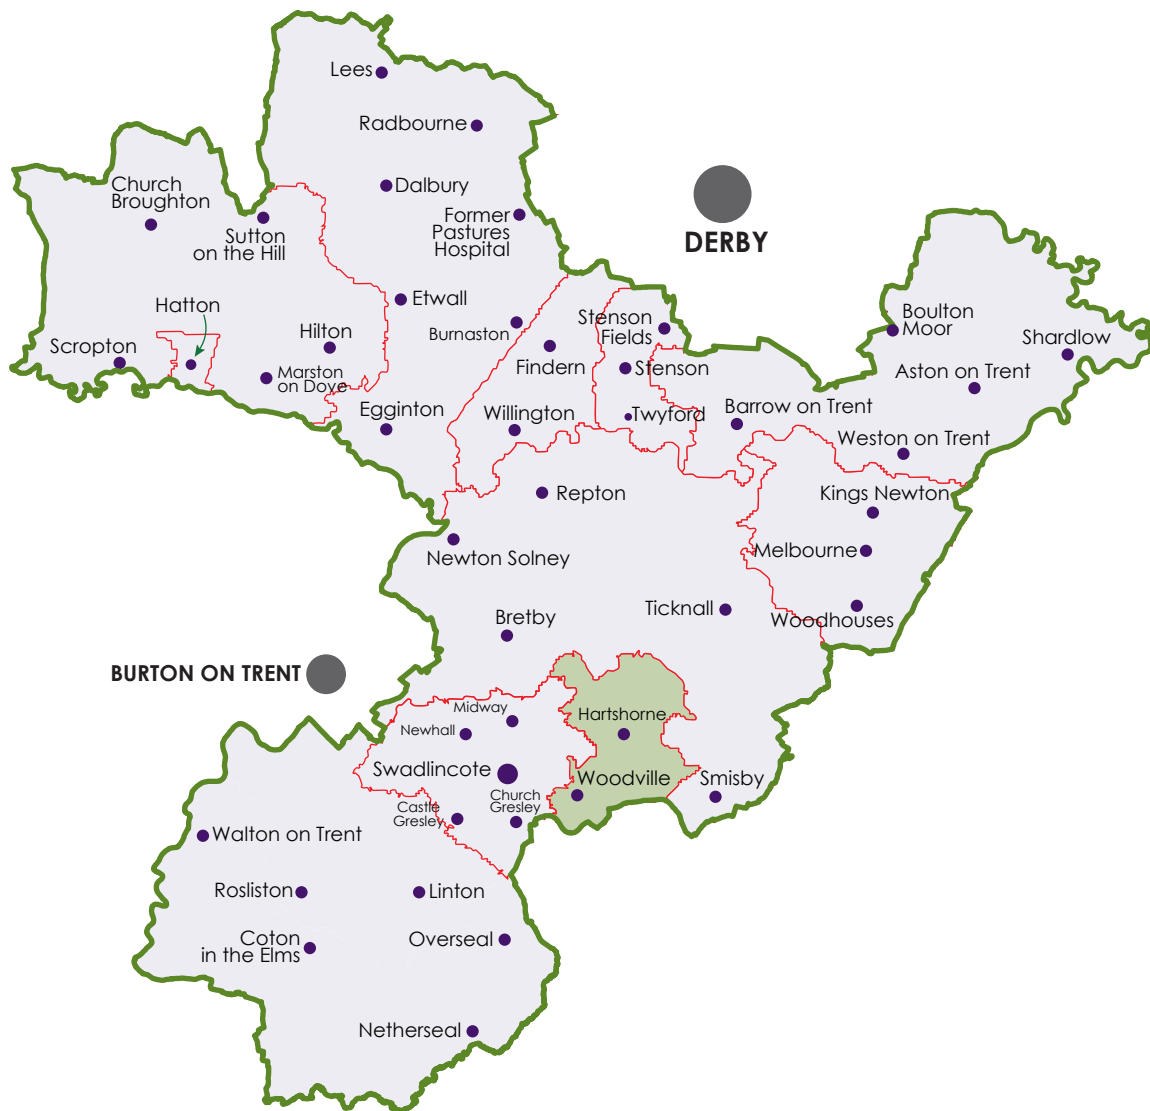 Lees
Radbourne
Church
Broughton
Dalbury
Sutton
on the Hill
Former
Pastures
Hospital
DERBY
Hatton
Etwall
Hilton
Burnaston
Stenson
Fields
Boulton
Moor
Shardlow
Scropton
Marston
on Dove
Findern
Stenson
Aston on Trent
Egginton
Willington
Twyford
Barrow on Trent
Weston on Trent
Repton
Kings Newton
Newton Solney
Melbourne
Bretby
Ticknall
Woodhouses
BURTON ON TRENT
Midway
Newhall
Hartshorne
Swadlincote
Woodville
Smisby
Church
Gresley
Castle
Gresley
Walton on Trent
Rosliston
Linton
Coton
in the Elms
Overseal
Netherseal